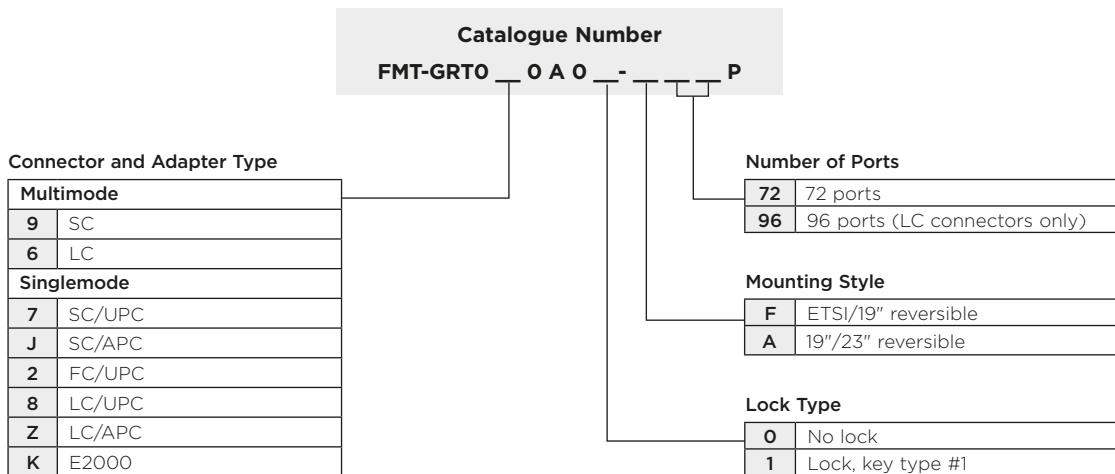 Catalogue Number
FMT-GRT0 __ 0 A 0 __- __ __ __ P
Connector and Adapter Type
Multimode
9 SC
6 LC
Singlemode
7 SC/UPC
J SC/APC
2 FC/UPC
8 LC/UPC
Z LC/APC
K E2000
Number of Ports
72 72 ports
96 96 ports (LC connectors only)
Mounting Style
F ETSI/19" reversible
A 19"/23" reversible
Lock Type
0 No lock
1 Lock, key type #1